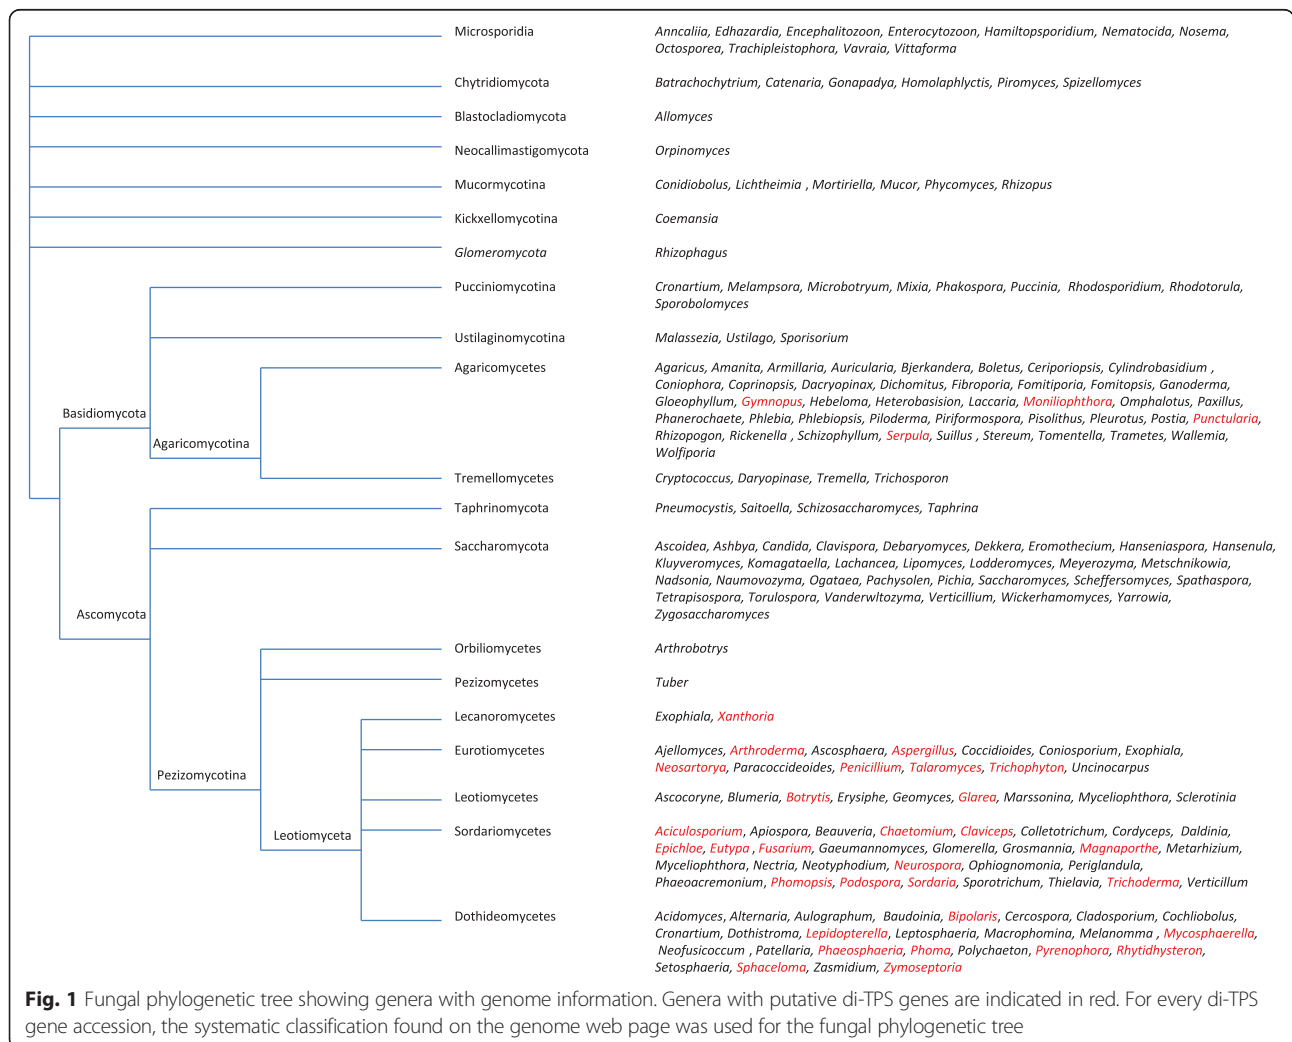 Microsporidia Anncaliia, Edhazardia, Encephalitozoon, Enterocytozoon, Hamiltopsporidium, Nematocida, Nosema,
Octosporea, Trachipleistophora, Vavraia, Vittaforma
Chytridiomycota Batrachochytrium, Catenaria, Gonapadya, Homolaphlyctis, Piromyces, Spizellomyces
Blastocladiomycota Allomyces
Neocallimastigomycota Orpinomyces
Mucormycotina Conidiobolus, Lichtheimia , Mortiriella, Mucor, Phycomyces, Rhizopus
Kickxellomycotina Coemansia
Glomeromycota Rhizophagus
Pucciniomycotina Cronartium, Melampsora, Microbotryum, Mixia, Phakospora, Puccinia, Rhodosporidium, Rhodotorula,
Sporobolomyces
Ustilaginomycotina Malassezia, Ustilago, Sporisorium
Agaricomycetes Agaricus, Amanita, Armillaria, Auricularia, Bjerkandera, Boletus, Ceriporiopsis, Cylindrobasidium ,
Coniophora, Coprinopsis, Dacryopinax, Dichomitus, Fibroporia, Fomitiporia, Fomitopsis, Ganoderma,
Gloeophyllum, Gymnopus, Hebeloma, Heterobasision, Laccaria, Moniliophthora, Omphalotus, Paxillus,
Basidiomycota Phanerochaete, Phlebia, Phlebiopsis, Piloderma, Piriformospora, Pisolithus, Pleurotus, Postia, Punctularia,
Agaricomycotina Rhizopogon, Rickenella , Schizophyllum, Serpula, Suillus , Stereum, Tomentella, Trametes, Wallemia,
Wolfiporia
Tremellomycetes Cryptococcus, Daryopinase, Tremella, Trichosporon
Taphrinomycota Pneumocystis, Saitoella, Schizosaccharomyces, Taphrina
Saccharomycota Ascoidea, Ashbya, Candida, Clavispora, Debaryomyces, Dekkera, Eromothecium, Hanseniaspora, Hansenula,
Kluyveromyces, Komagataella, Lachancea, Lipomyces, Lodderomyces, Meyerozyma, Metschnikowia,
Nadsonia, Naumovozyma, Ogataea, Pachysolen, Pichia, Saccharomyces, Scheffersomyces, Spathaspora,
Tetrapisospora, Torulospora, Vanderwltozyma, Verticillium, Wickerhamomyces, Yarrowia,
Ascomycota Zygosaccharomyces
Orbiliomycetes Arthrobotrys
Pezizomycetes Tuber
Lecanoromycetes Exophiala, Xanthoria
Eurotiomycetes Ajellomyces, Arthroderma, Ascosphaera, Aspergillus, Coccidioides, Coniosporium, Exophiala,
Pezizomycotina Neosartorya, Paracoccideoides, Penicillium, Talaromyces, Trichophyton, Uncinocarpus
Leotiomycetes Ascocoryne, Blumeria, Botrytis, Erysiphe, Geomyces, Glarea, Marssonina, Myceliophthora, Sclerotinia
Leotiomyceta Sordariomycetes Aciculosporium, Apiospora, Beauveria, Chaetomium, Claviceps, Colletotrichum, Cordyceps, Daldinia,
Epichloe, Eutypa , Fusarium, Gaeumannomyces, Glomerella, Grosmannia, Magnaporthe, Metarhizium,
Myceliophthora, Nectria, Neotyphodium, Neurospora, Ophiognomonia, Periglandula,
Phaeoacremonium, Phomopsis, Podospora, Sordaria, Sporotrichum, Thielavia, Trichoderma, Verticillum
Dothideomycetes Acidomyces, Alternaria, Aulographum, Baudoinia, Bipolaris, Cercospora, Cladosporium, Cochliobolus,
Cronartium, Dothistroma, Lepidopterella, Leptosphaeria, Macrophomina, Melanomma , Mycosphaerella,
Neofusicoccum , Patellaria, Phaeosphaeria, Phoma, Polychaeton, Pyrenophora, Rhytidhysteron,
Setosphaeria, Sphaceloma, Zasmidium, Zymoseptoria
Fig. 1 Fungal phylogenetic tree showing genera with genome information. Genera with putative di-TPS genes are indicated in red. For every di-TPS
gene accession, the systematic classification found on the genome web page was used for the fungal phylogenetic tree